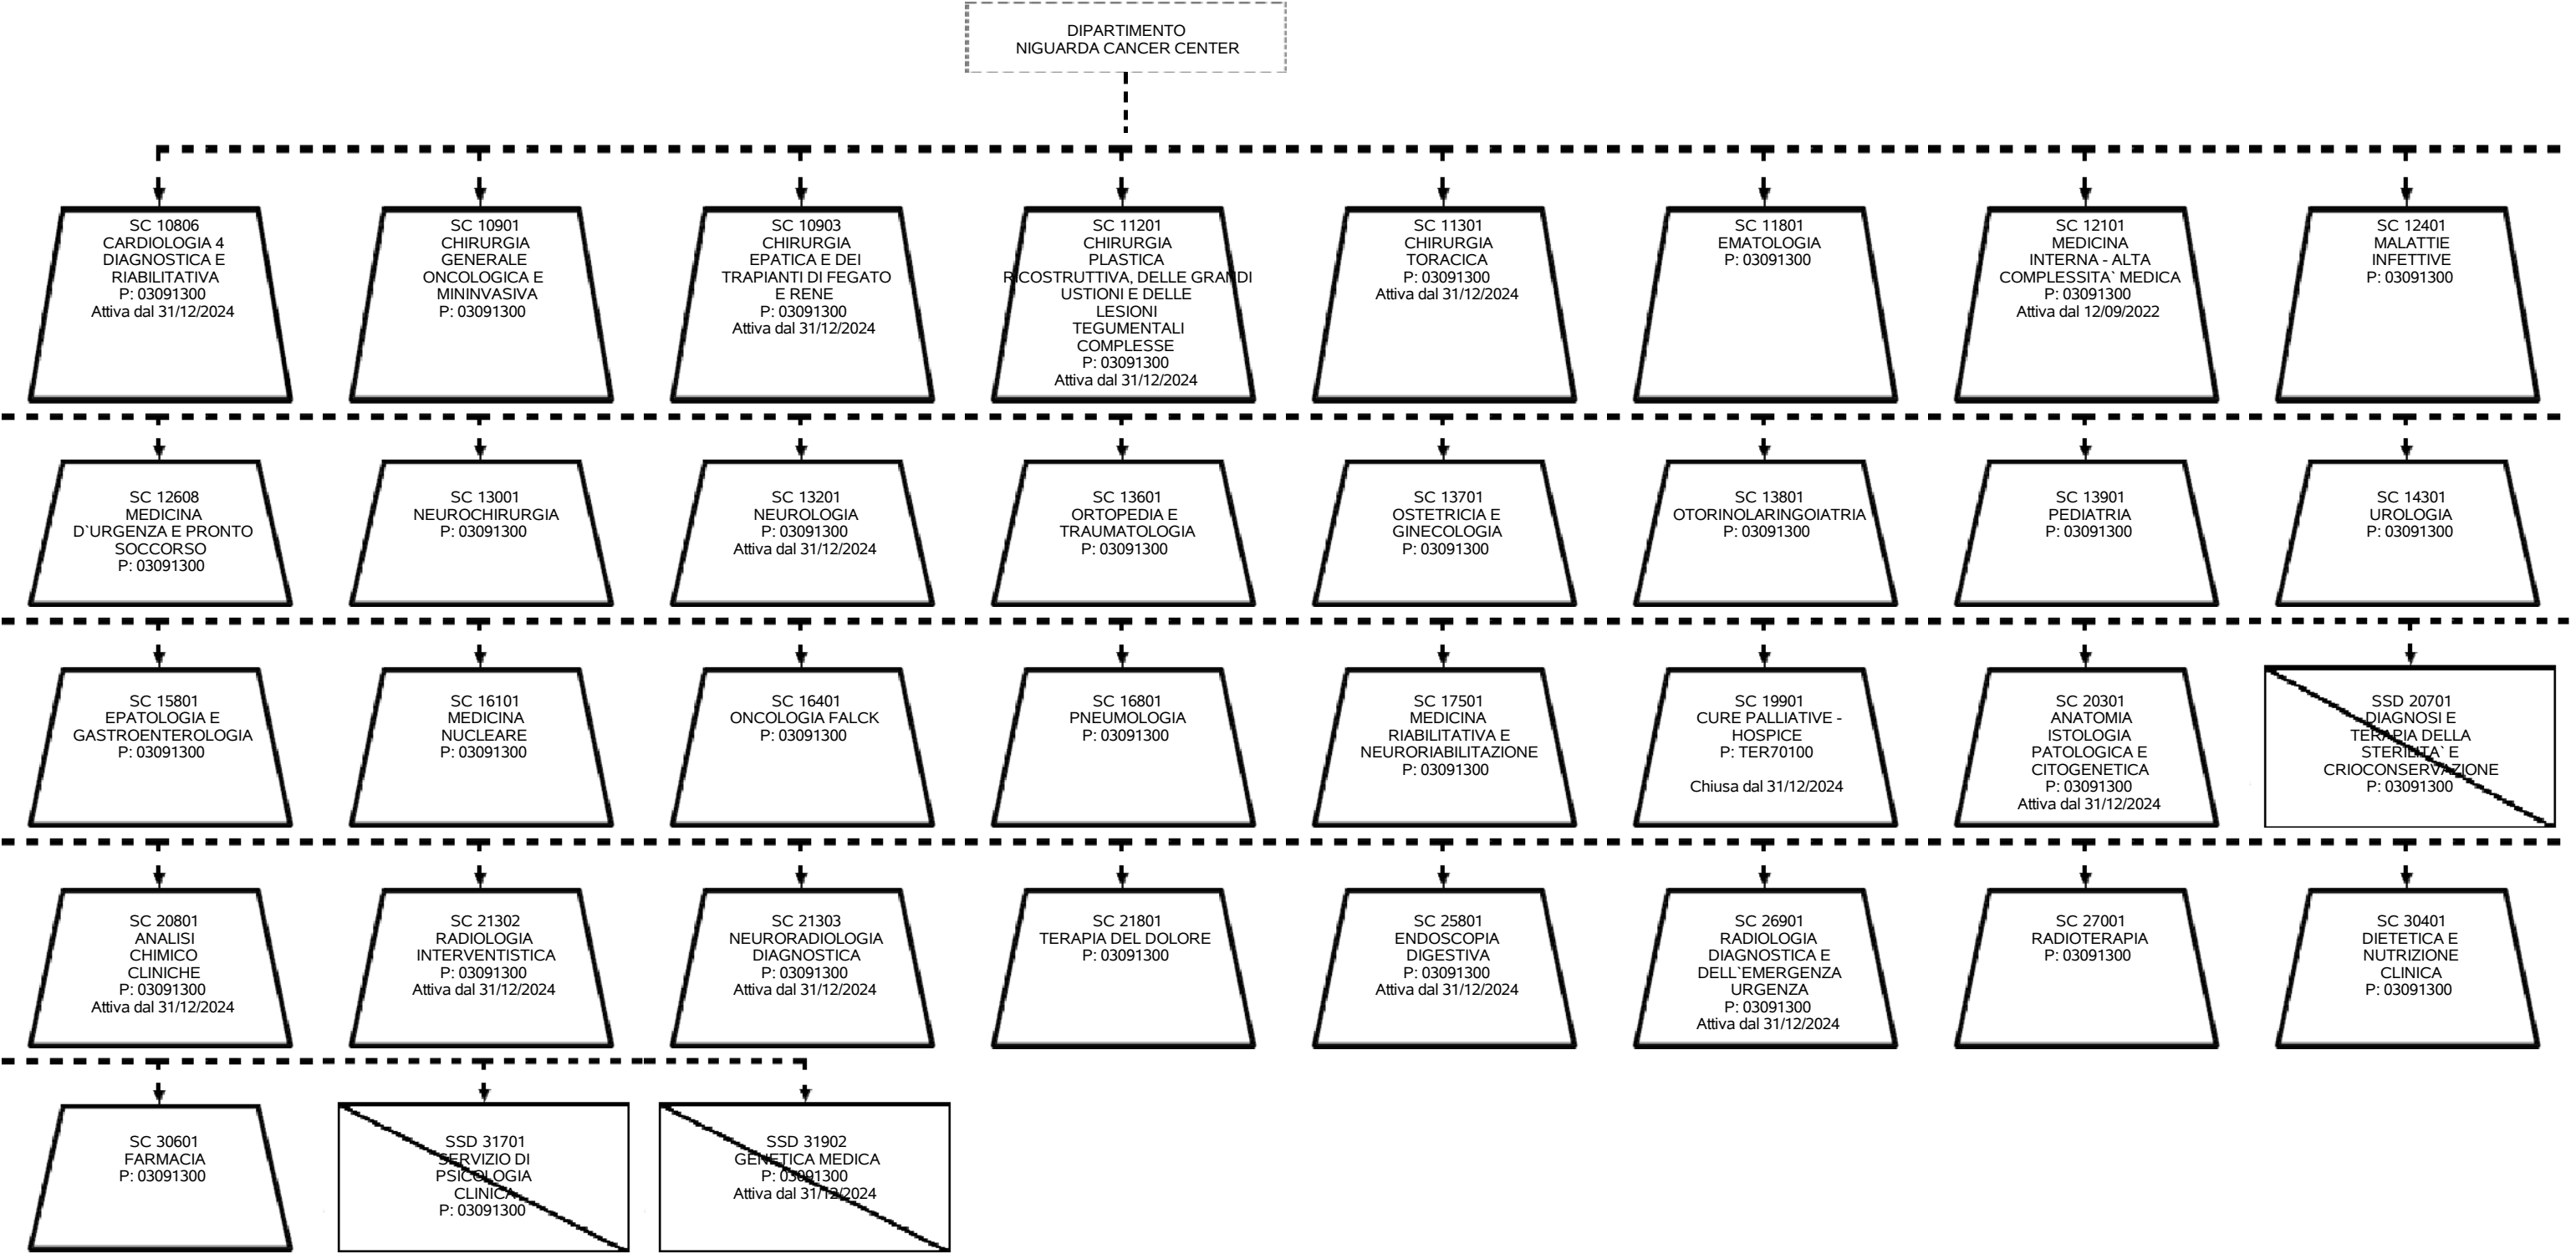 DIPARTIMENTO
NIGUARDA CANCER CENTER
SC 10806
CARDIOLOGIA 4
DIAGNOSTICA E
RIABILITATIVA
P: 03091300
Attiva dal 31/12/2024
SC 10901
CHIRURGIA
GENERALE
ONCOLOGICA E
MININVASIVA
P: 03091300
SC 10903
CHIRURGIA
EPATICA E DEI
TRAPIANTI DI FEGATO
E RENE
P: 03091300
Attiva dal 31/12/2024
SC 11201
CHIRURGIA
PLASTICA
RICOSTRUTTIVA, DELLE GRANDI
USTIONI E DELLE
LESIONI
TEGUMENTALI
COMPLESSE
P: 03091300
Attiva dal 31/12/2024
SC 11301
CHIRURGIA
TORACICA
P: 03091300
Attiva dal 31/12/2024
SC 11801
EMATOLOGIA
P: 03091300
SC 12101
MEDICINA
INTERNA - ALTA
COMPLESSITA` MEDICA
P: 03091300
Attiva dal 12/09/2022
SC 12401
MALATTIE
INFETTIVE
P: 03091300
SC 12608
MEDICINA
D`URGENZA E PRONTO
SOCCORSO
P: 03091300
SC 13001
NEUROCHIRURGIA
P: 03091300
SC 13201
NEUROLOGIA
P: 03091300
Attiva dal 31/12/2024
SC 13601
ORTOPEDIA E
TRAUMATOLOGIA
P: 03091300
SC 13701
OSTETRICIA E
GINECOLOGIA
P: 03091300
SC 13801
OTORINOLARINGOIATRIA
P: 03091300
SC 13901
PEDIATRIA
P: 03091300
SC 14301
UROLOGIA
P: 03091300
SC 15801
EPATOLOGIA E
GASTROENTEROLOGIA
P: 03091300
SC 16101
MEDICINA
NUCLEARE
P: 03091300
SC 16401
ONCOLOGIA FALCK
P: 03091300
SC 16801
PNEUMOLOGIA
P: 03091300
SC 17501
MEDICINA
RIABILITATIVA E
NEURORIABILITAZIONE
P: 03091300
SC 19901
CURE PALLIATIVE -
HOSPICE
P: TER70100
Chiusa dal 31/12/2024
SC 20301
ANATOMIA
ISTOLOGIA
PATOLOGICA E
CITOGENETICA
P: 03091300
Attiva dal 31/12/2024
SSD 20701
DIAGNOSI E
TERAPIA DELLA
STERILITA` E
CRIOCONSERVAZIONE
P: 03091300
SC 20801
ANALISI
CHIMICO
CLINICHE
P: 03091300
Attiva dal 31/12/2024
SC 21302
RADIOLOGIA
INTERVENTISTICA
P: 03091300
Attiva dal 31/12/2024
SC 21303
NEURORADIOLOGIA
DIAGNOSTICA
P: 03091300
Attiva dal 31/12/2024
SC 21801
TERAPIA DEL DOLORE
P: 03091300
SC 25801
ENDOSCOPIA
DIGESTIVA
P: 03091300
Attiva dal 31/12/2024
SC 26901
RADIOLOGIA
DIAGNOSTICA E
DELL`EMERGENZA
URGENZA
P: 03091300
Attiva dal 31/12/2024
SC 27001
RADIOTERAPIA
P: 03091300
SC 30401
DIETETICA E
NUTRIZIONE
CLINICA
P: 03091300
SC 30601
FARMACIA
P: 03091300
SSD 31701
SERVIZIO DI
PSICOLOGIA
CLINICA
P: 03091300
SSD 31902
GENETICA MEDICA
P: 03091300
Attiva dal 31/12/2024